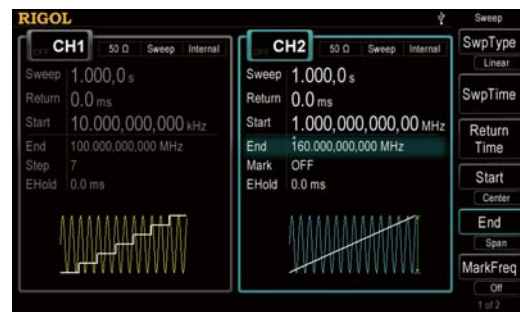 RIGOL
Sweep
OFF CH1 50 Ω Sweep Internal
Sweep 1.000,0 s
Return 0.0 ms
Start 10.000,000,000 kHz
End 100.000,000,000 MHz
Step 7
EHold 0.0 ms
OFF CH2 50 Ω Sweep Internal
Sweep 1.000,0 s
Return 0.0 ms
Start 1.000,000,000,00 MHz
End 160.000,000,000 MHz
Mark OFF
EHold 0.0 ms
SwpType
Linear
SwpTime
Return
Time
Start
Center
End
Span
MarkFreq
Off
1 of 2